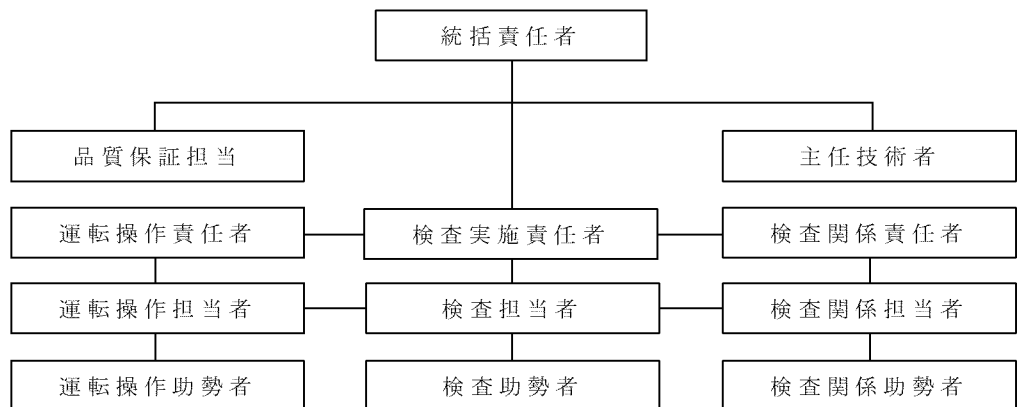 統括責任者
品質保証担当
主任技術者
運転操作責任者
検査実施責任者
検査関係責任者
運転操作担当者
検査担当者
検査関係担当者
運転操作助勢者
検査助勢者
検査関係助勢者